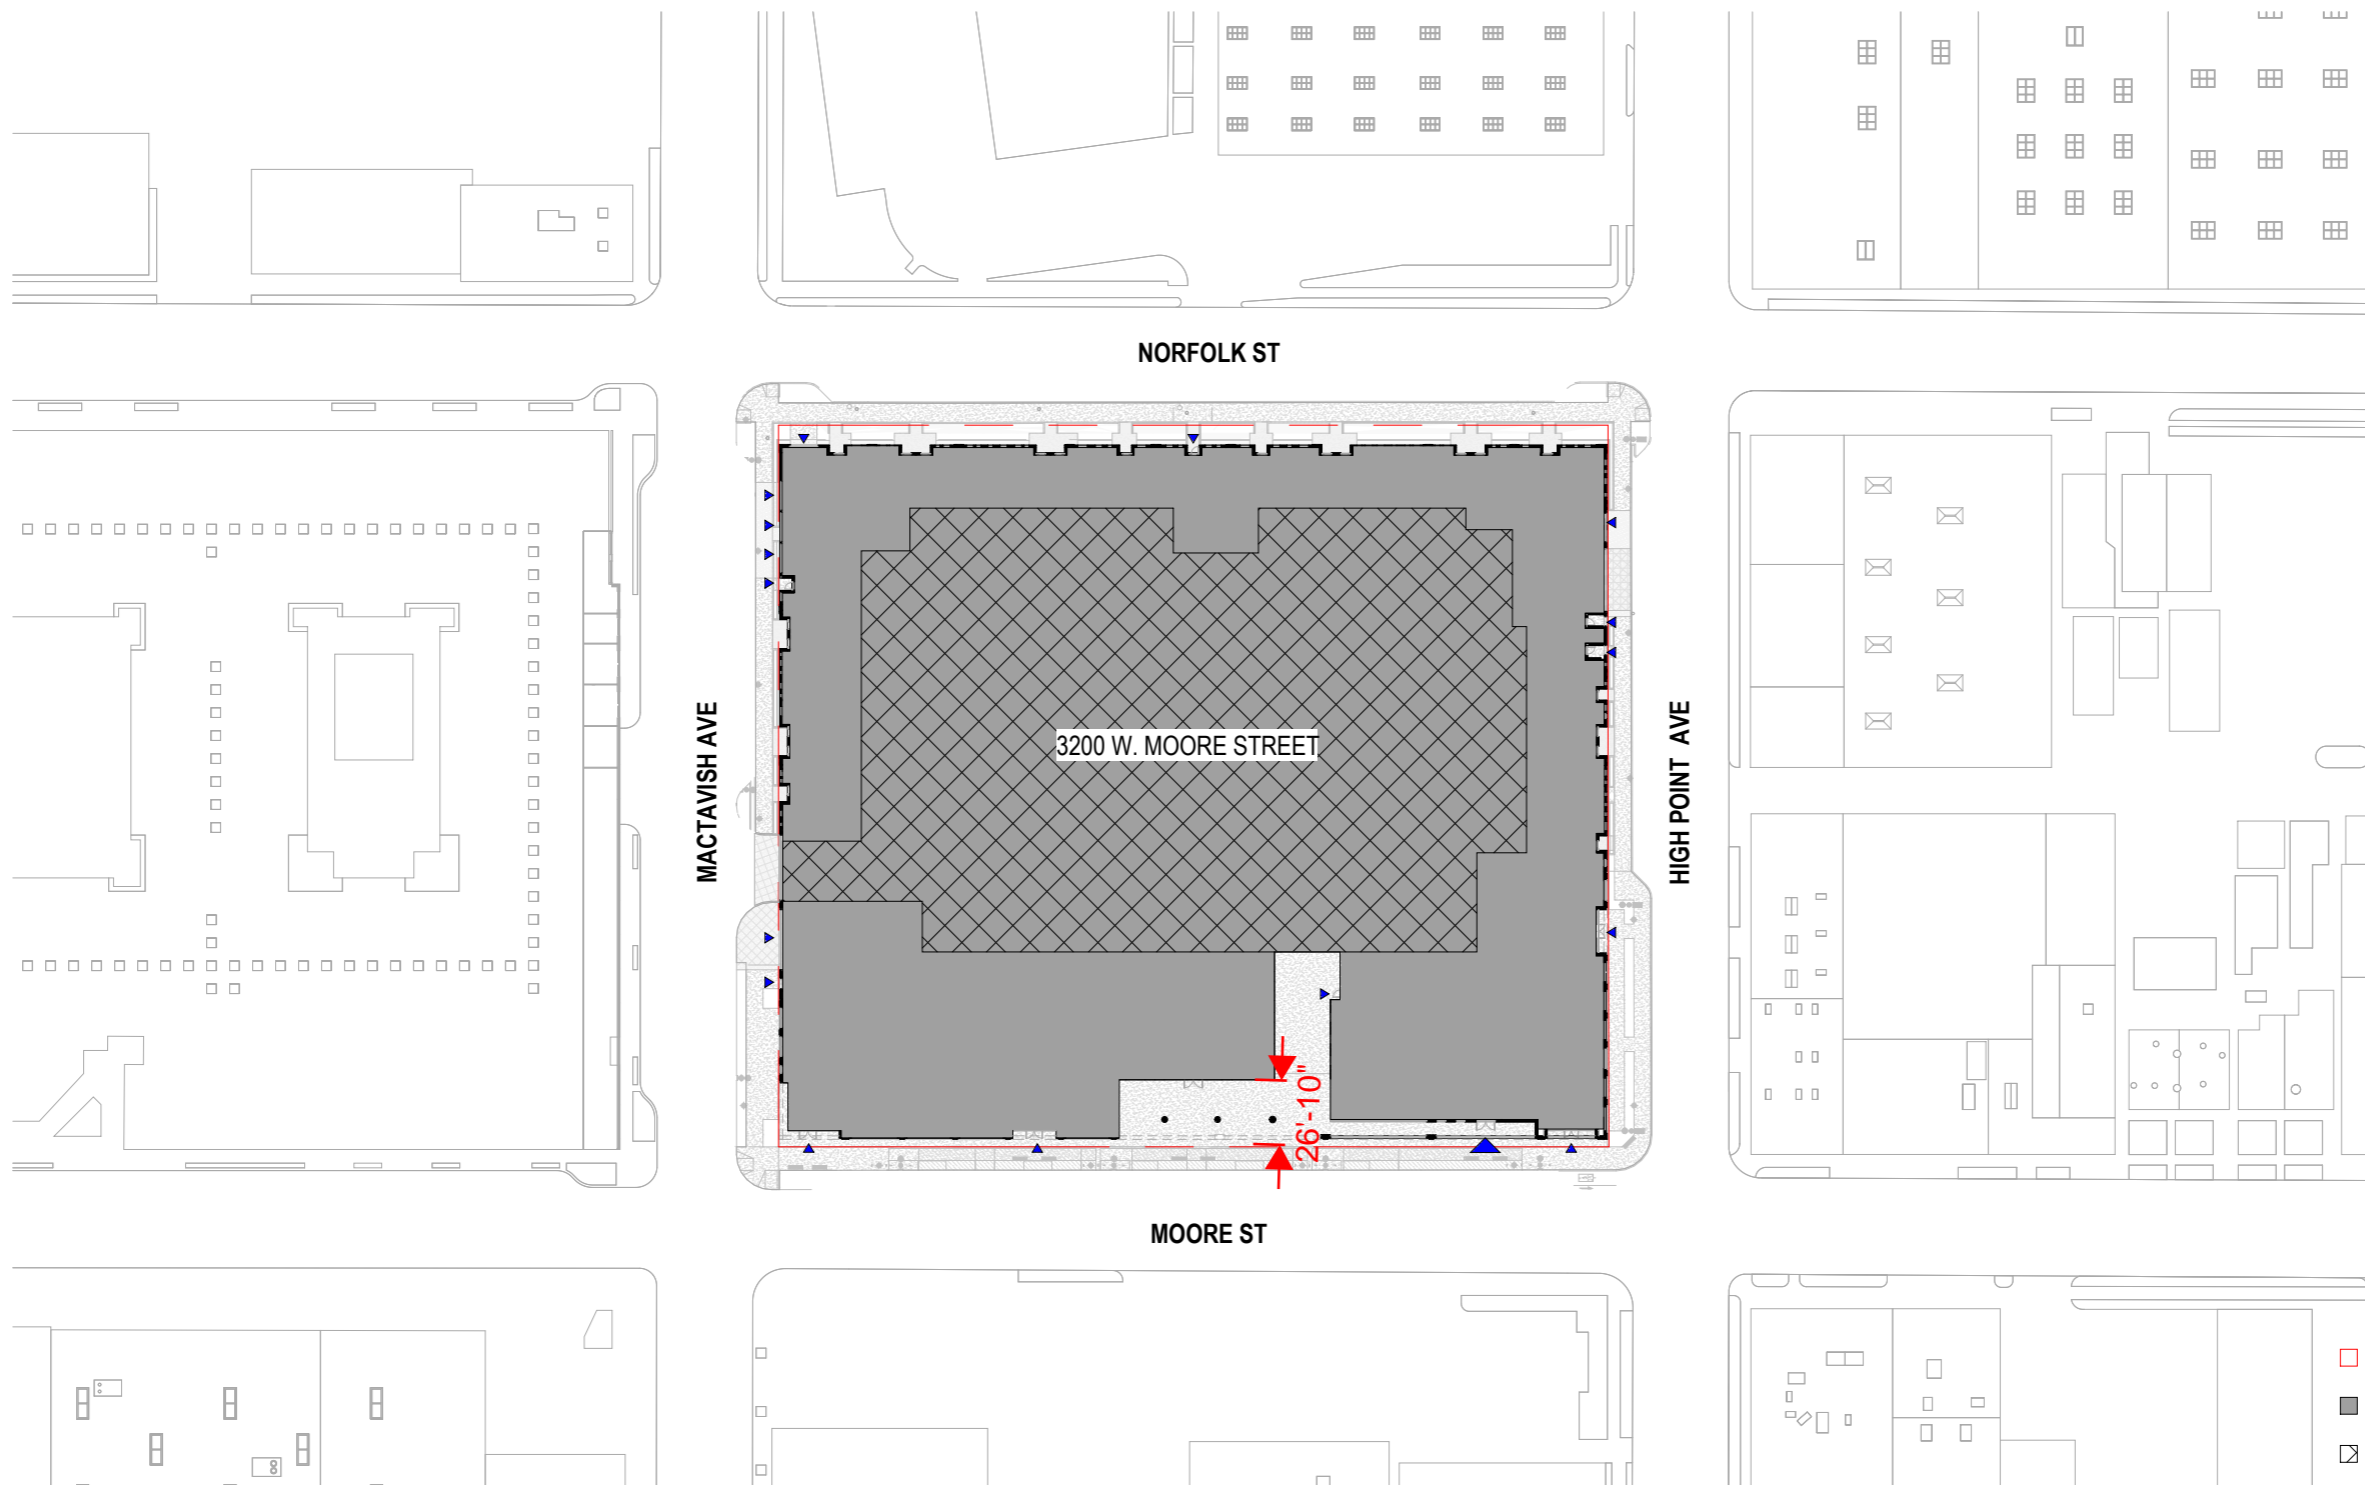 NORFOLK ST
3200 W. MOORE STREET
MACTAVISH AVE
HIGH POINT AVE
26'-10"
MOORE ST